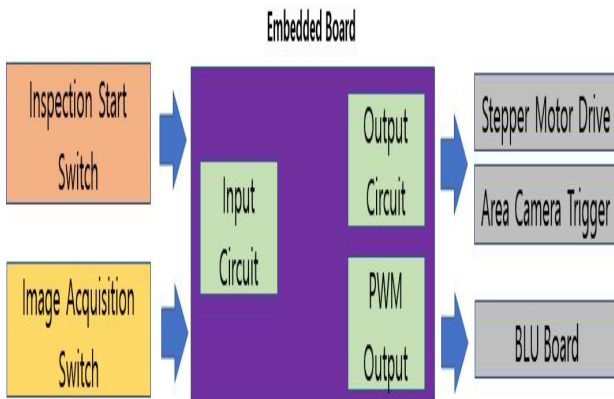 Embedded Board
Inspection Start
Switch
Image Acquisition
Switch
Input
Circuit
Output
Circuit
PWM
Output
Stepper Motor Drive
Area Camera Trigger
BLU Board